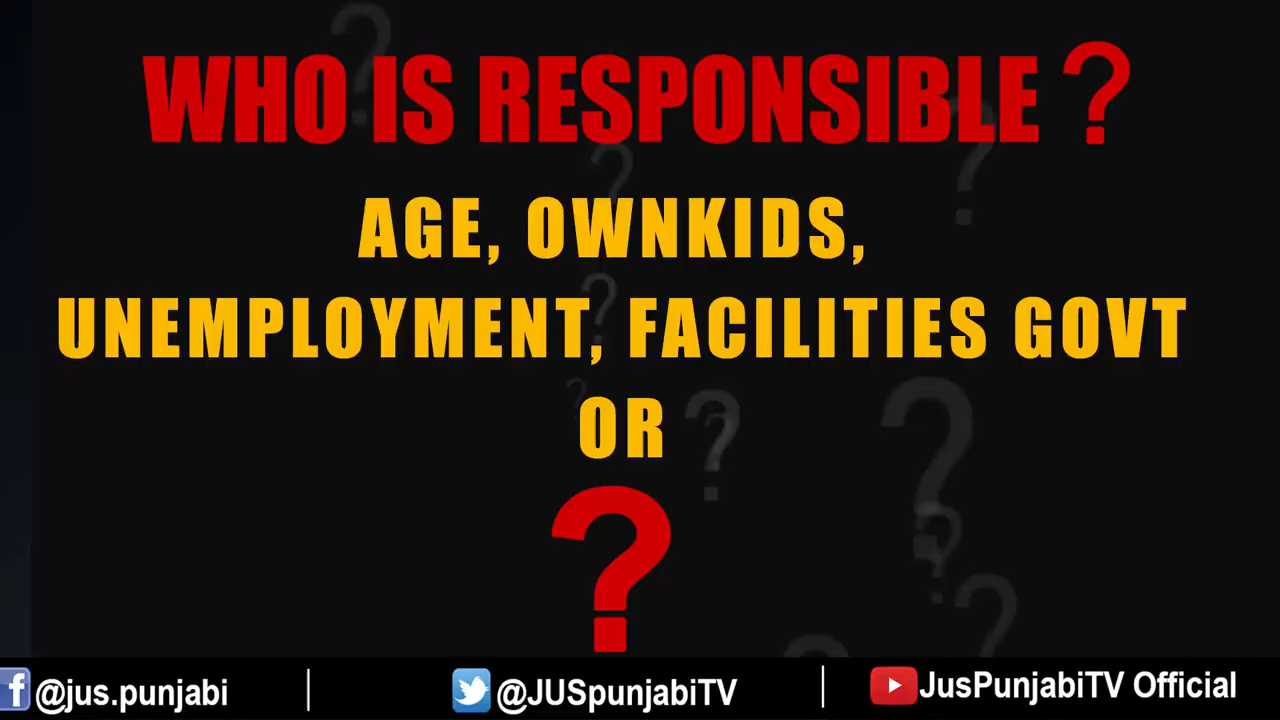 WHO IS RESPONSIBLE ?
AGE, OWNKIDS,
UNEMPLOYMENT, FACILITIES GOVT
OR
?
@jus.punjabi | @JUSpunjabiTV | JusPunjabiTV Official